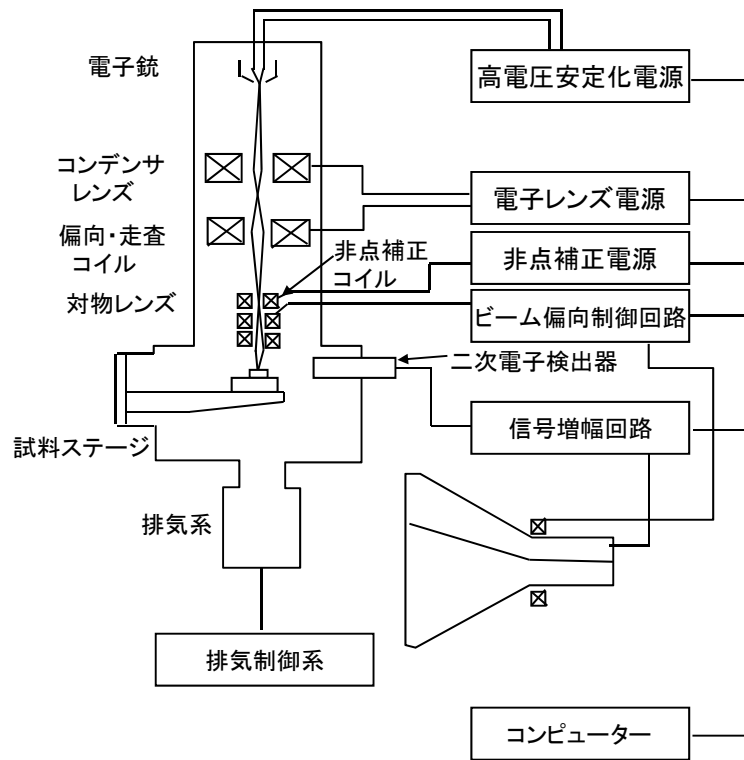 電子銃
高電圧安定化電源
コンデンサ
レンズ
電子レンズ電源
偏向・走査
コイル
非点補正
コイル
非点補正電源
対物レンズ
ビーム偏向制御回路
二次電子検出器
試料ステージ
信号増幅回路
排気系
排気制御系
コンピューター